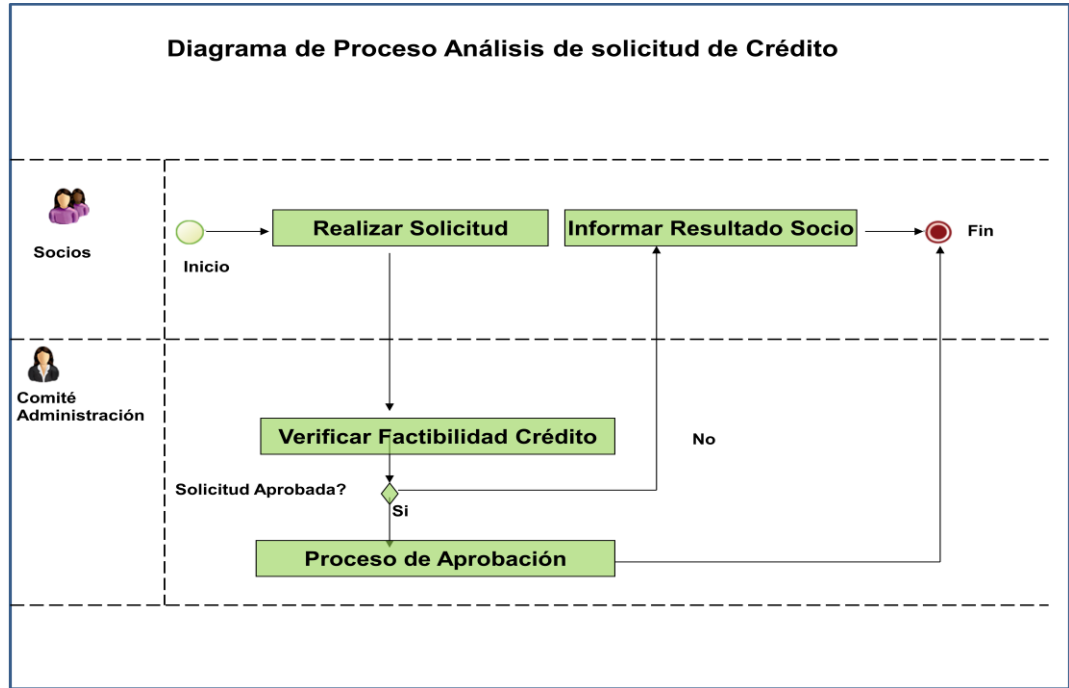 Diagrama de Proceso Análisis de solicitud de Crédito
Socios
Inicio
Realizar Solicitud
Informar Resultado Socio
Fin
Comité
Administración
Verificar Factibilidad Crédito
No
Solicitud Aprobada?
Si
Proceso de Aprobación